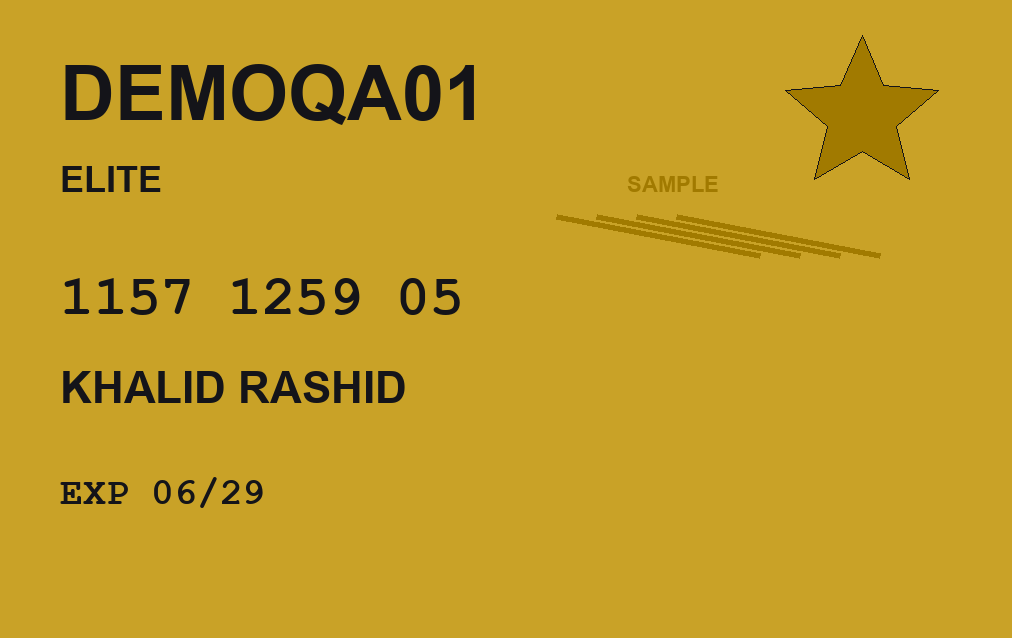 DEMOQA01
ELITE
SAMPLE
1157 1259 05
KHALID RASHID
EXP 06/29